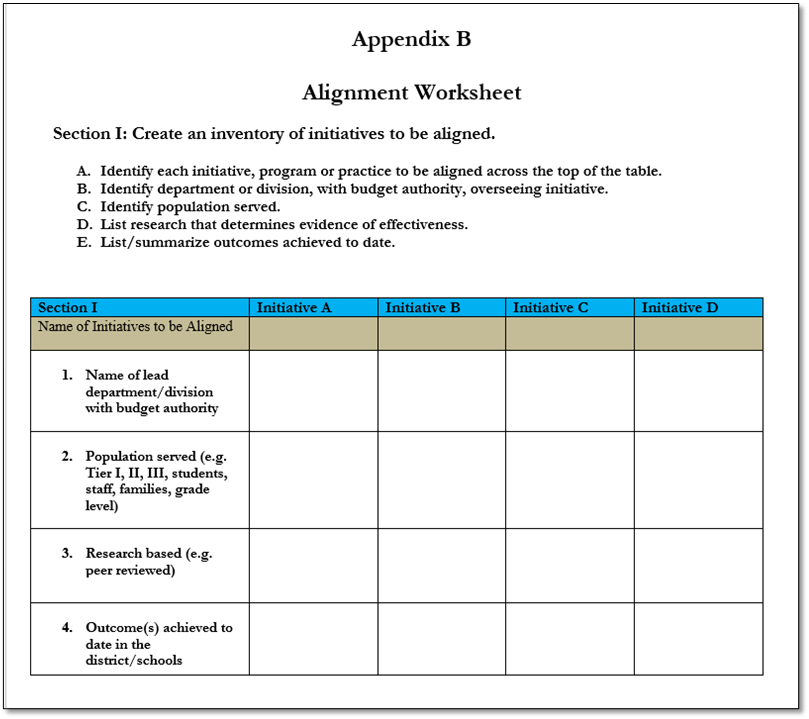 Appendix B
Alignment Worksheet
Section I: Create an inventory of initiatives to be aligned.
A. Identify each initiative, program or practice to be aligned across the top of the table.
B. Identify department or division, with budget authority, overseeing initiative.
C. Identify population served.
D. List research that determines evidence of effectiveness.
E. List/summarize outcomes achieved to date.
Section I Initiative A Initiative B Initiative C Initiative D
Name of Initiatives to be Aligned
1. Name of lead
department/division
with budget authority
2. Population served (e.g.
Tier I, II, III, students,
staff, families, grade
level)
3. Research based (e.g.
peer reviewed)
4. Outcome(s) achieved to
date in the
district/schools